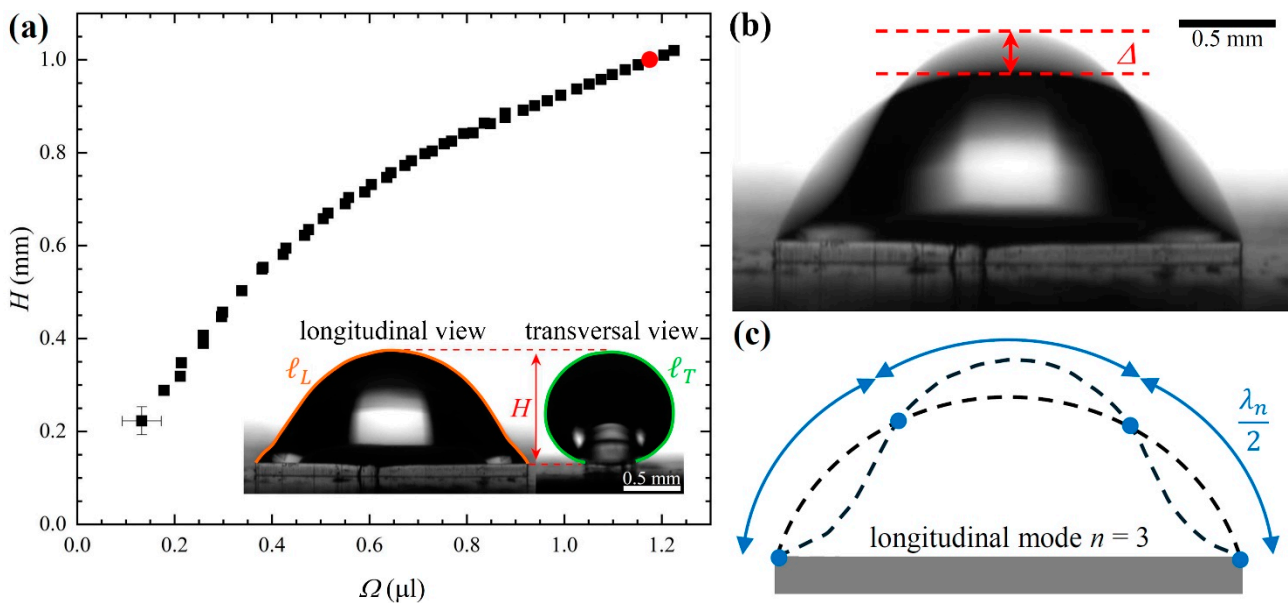 (a)
H (mm)
1.0
0.8
0.6
0.4
0.2
0.0
0.0 0.2 0.4 0.6 0.8 1.0 1.2
Ω (μl)
longitudinal view transversal view
ℓL H ℓT
0.5 mm
(b)
0.5 mm
Δ
(c)
λn/2
longitudinal mode n = 3